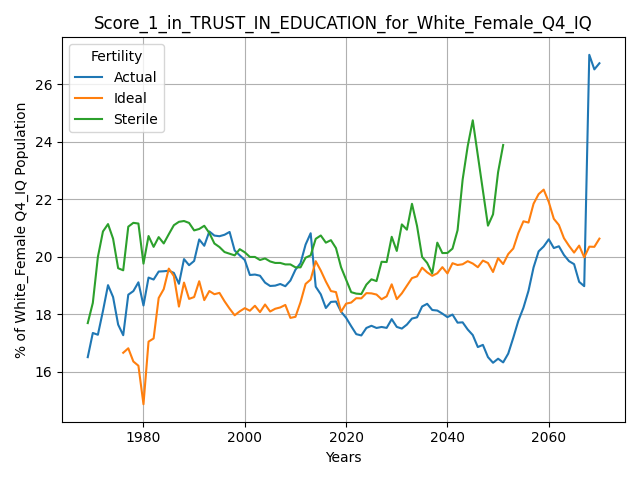 Score_1_in_TRUST_IN_EDUCATION_for_White_Female_Q4_IQ
Fertility
Actual
Ideal
Sterile
% of White_Female Q4_IQ Population
26
24
22
20
18
16
1980
2000
2020
2040
2060
Years